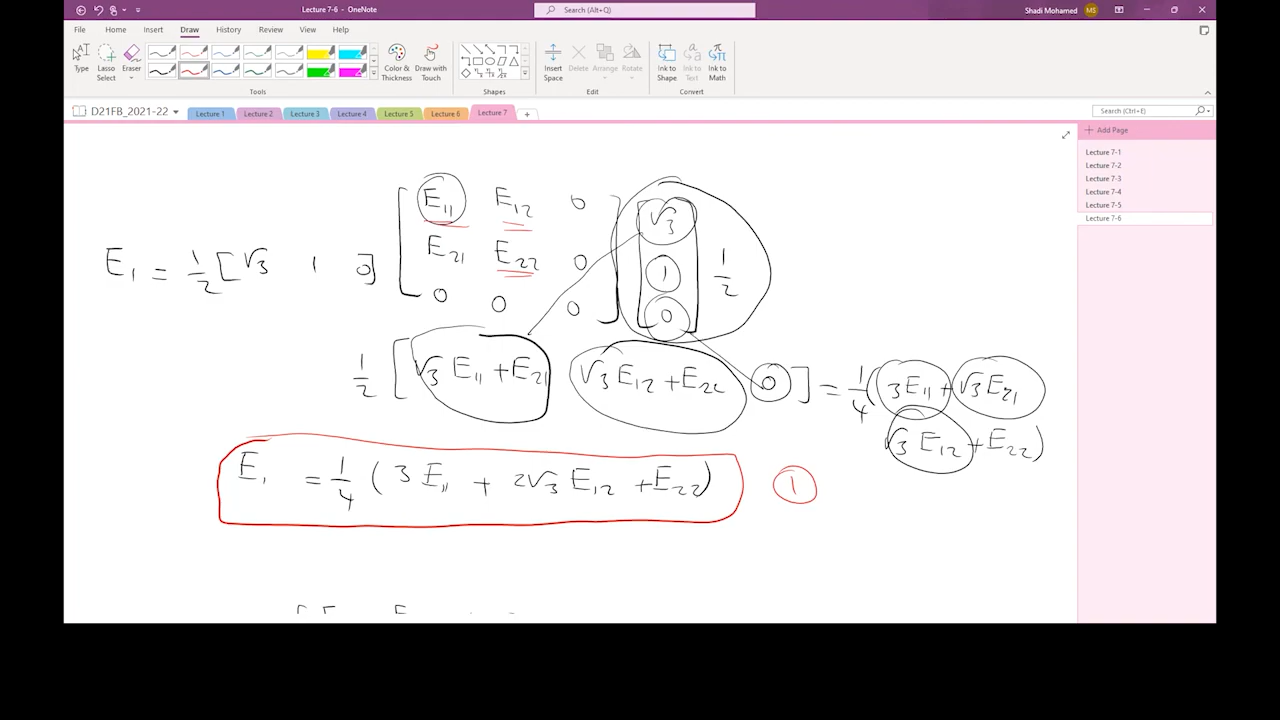 Lecture 7-6 - OneNote
Search (Alt+Q)
Shadi Mohamed
MS
File Home Insert Draw History Review View Help
Type
Lasso Select
Eraser
Color & Thickness
Draw with Touch
Insert Space
Delete
Arrange
Rotate
Ink to Shape
Ink to Text
Ink to Math
Tools Shapes Edit Convert
D21FB_2021-22
Lecture 1 Lecture 2 Lecture 3 Lecture 4 Lecture 5 Lecture 6 Lecture 7 +
Search (Ctrl+E)
Add Page
Lecture 7-1
Lecture 7-2
Lecture 7-3
Lecture 7-4
Lecture 7-5
Lecture 7-6
E₁ = 1/2 [√3 1 0] [E₁₁ E₁₂ 0
E₂₁ E₂₂ 0
0 0 0] [√3 1 0] 1/2
1/2 [√3 E₁₁ + E₂₁ √3 E₁₂ + E₂₂ 0] = 1/4 (3E₁₁ + √3 E₂₁
√3 E₁₂ + E₂₂)
E₁ = 1/4 (3 E₁₁ + 2√3 E₁₂ + E₂₂) 1